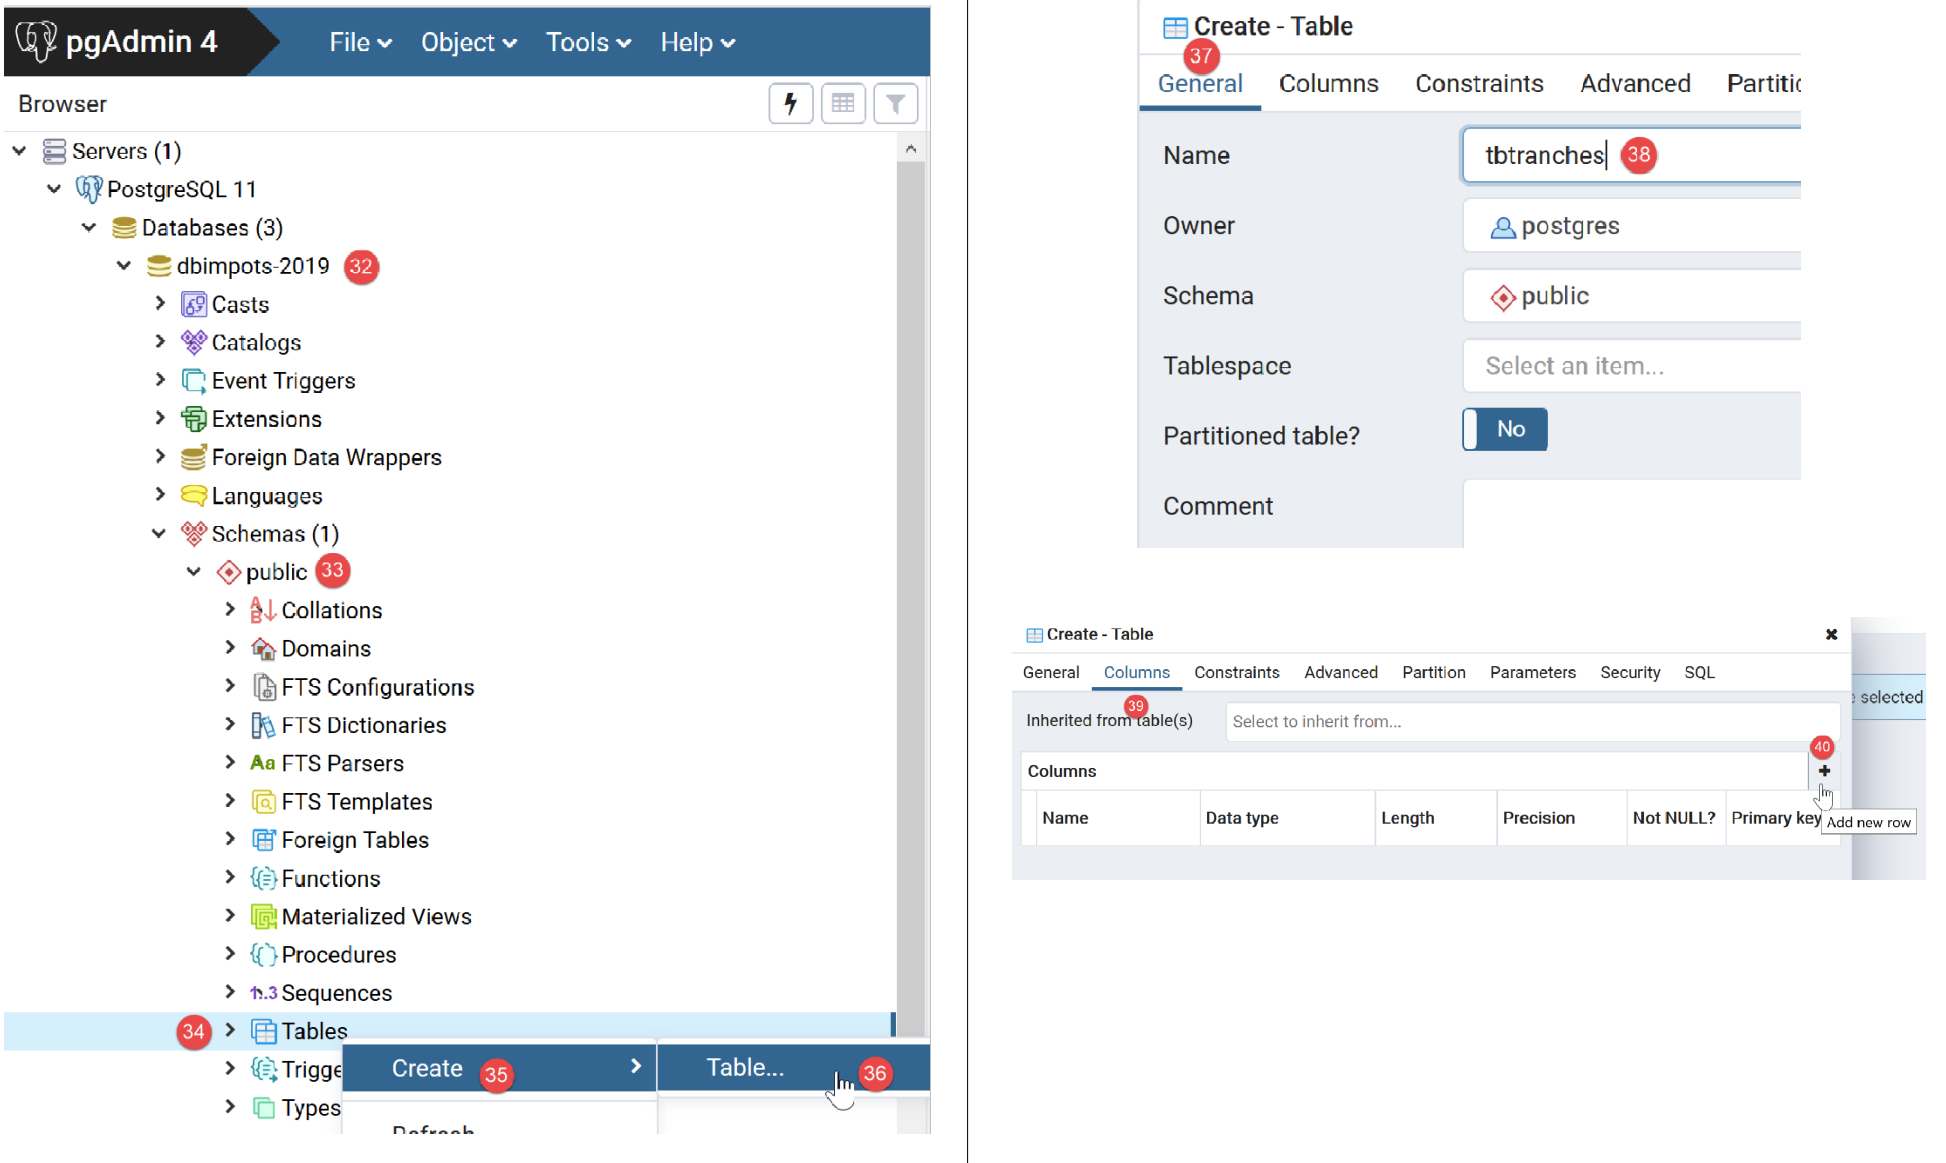 pgAdmin 4 File Object Tools Help
Browser
Servers (1)
PostgreSQL 11
Databases (3)
dbimpots-2019 32
Casts
Catalogs
Event Triggers
Extensions
Foreign Data Wrappers
Languages
Schemas (1)
public 33
Collations
Domains
FTS Configurations
FTS Dictionaries
Aa FTS Parsers
FTS Templates
Foreign Tables
Functions
Materialized Views
Procedures
1..3 Sequences
34 Tables
Create 35 Table... 36
Trigge
Types
Refresh
Create - Table
37
General Columns Constraints Advanced Partitic
Name tbtranches 38
Owner postgres
Schema public
Tablespace Select an item...
Partitioned table? No
Comment
Create - Table
General Columns Constraints Advanced Partition Parameters Security SQL
39
selected
Inherited from table(s) Select to inherit from...
40
Columns
Name Data type Length Precision Not NULL? Primary key
Add new row